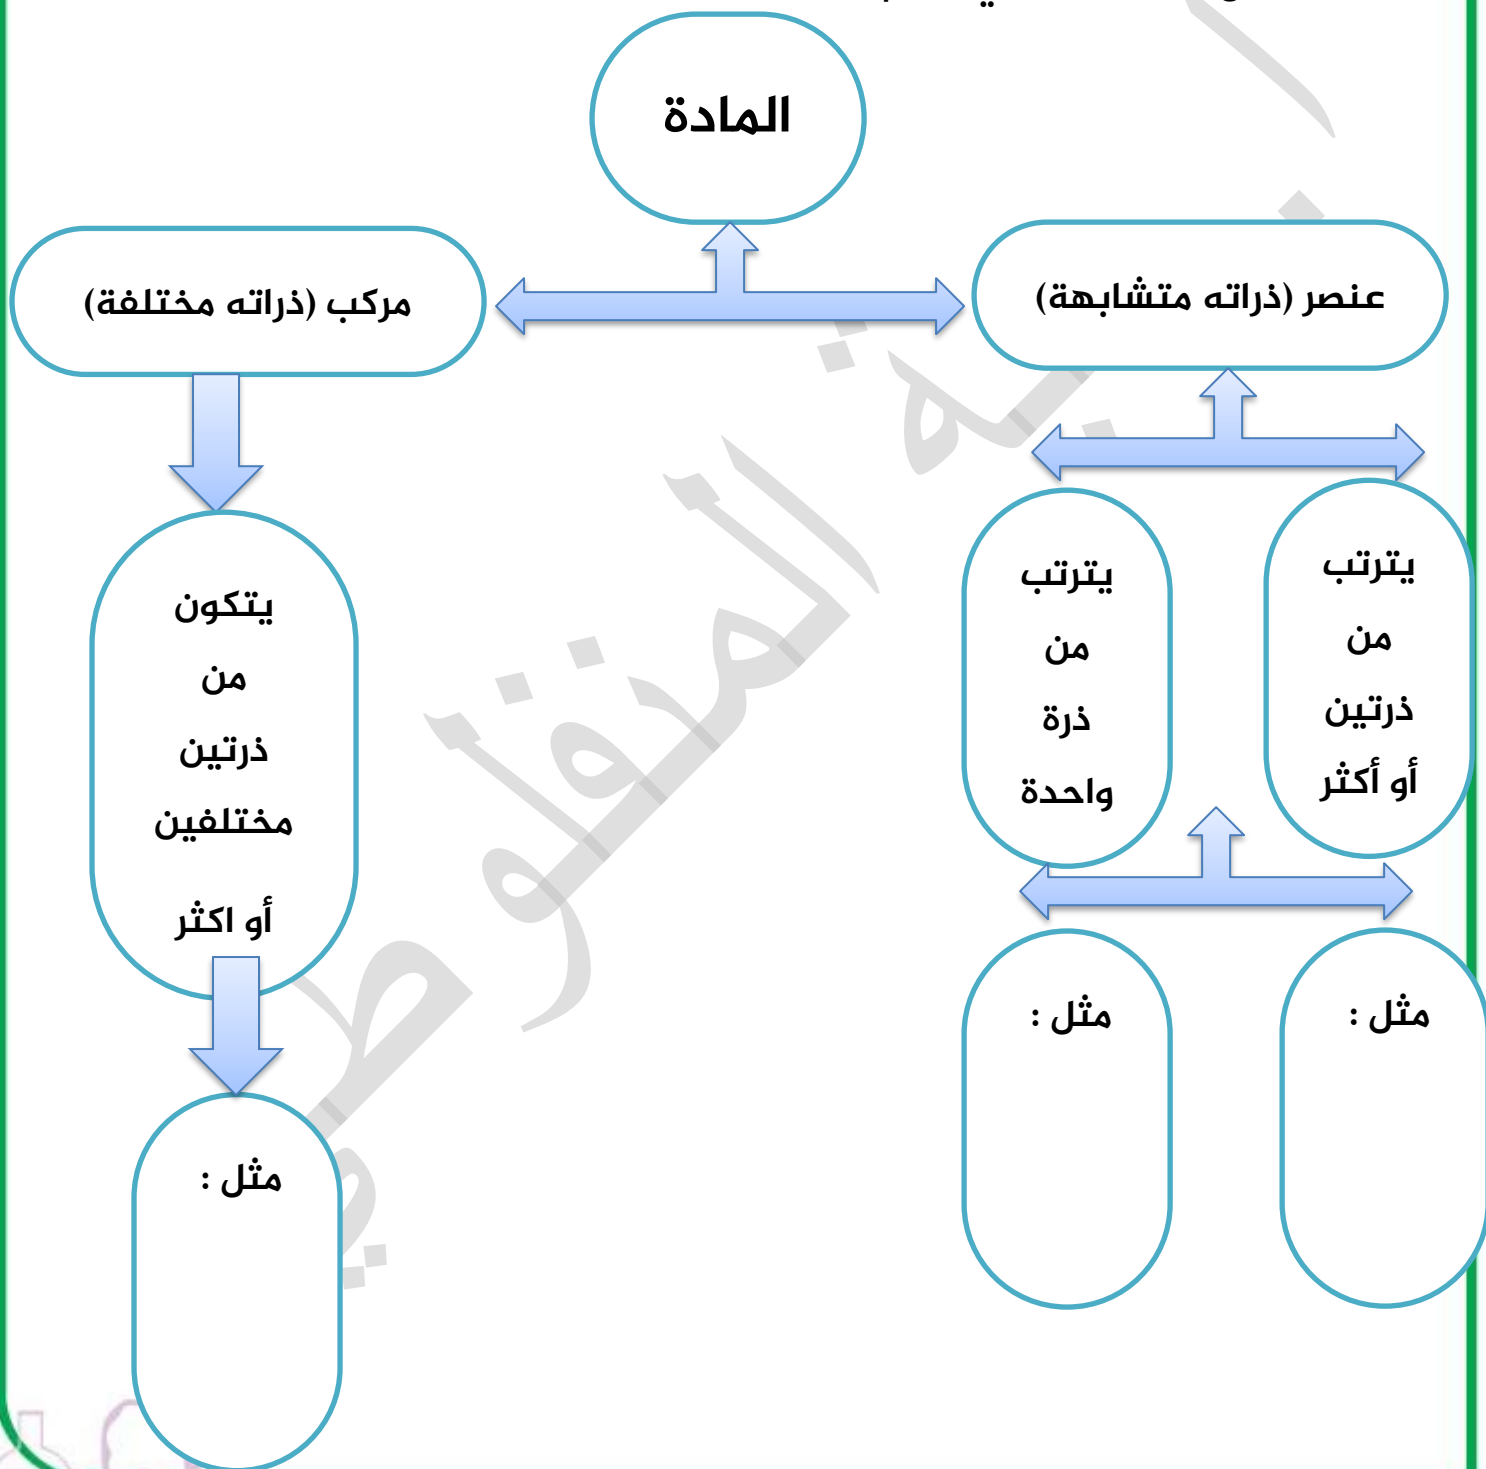 المادة
عنصر (ذراته متشابهة)
مركب (ذراته مختلفة)
يترتب
من
ذرتين
أو أكثر
يترتب
من
ذرة
واحدة
يتكون
من
ذرتين
مختلفين
أو اكثر
مثل :
مثل :
مثل :